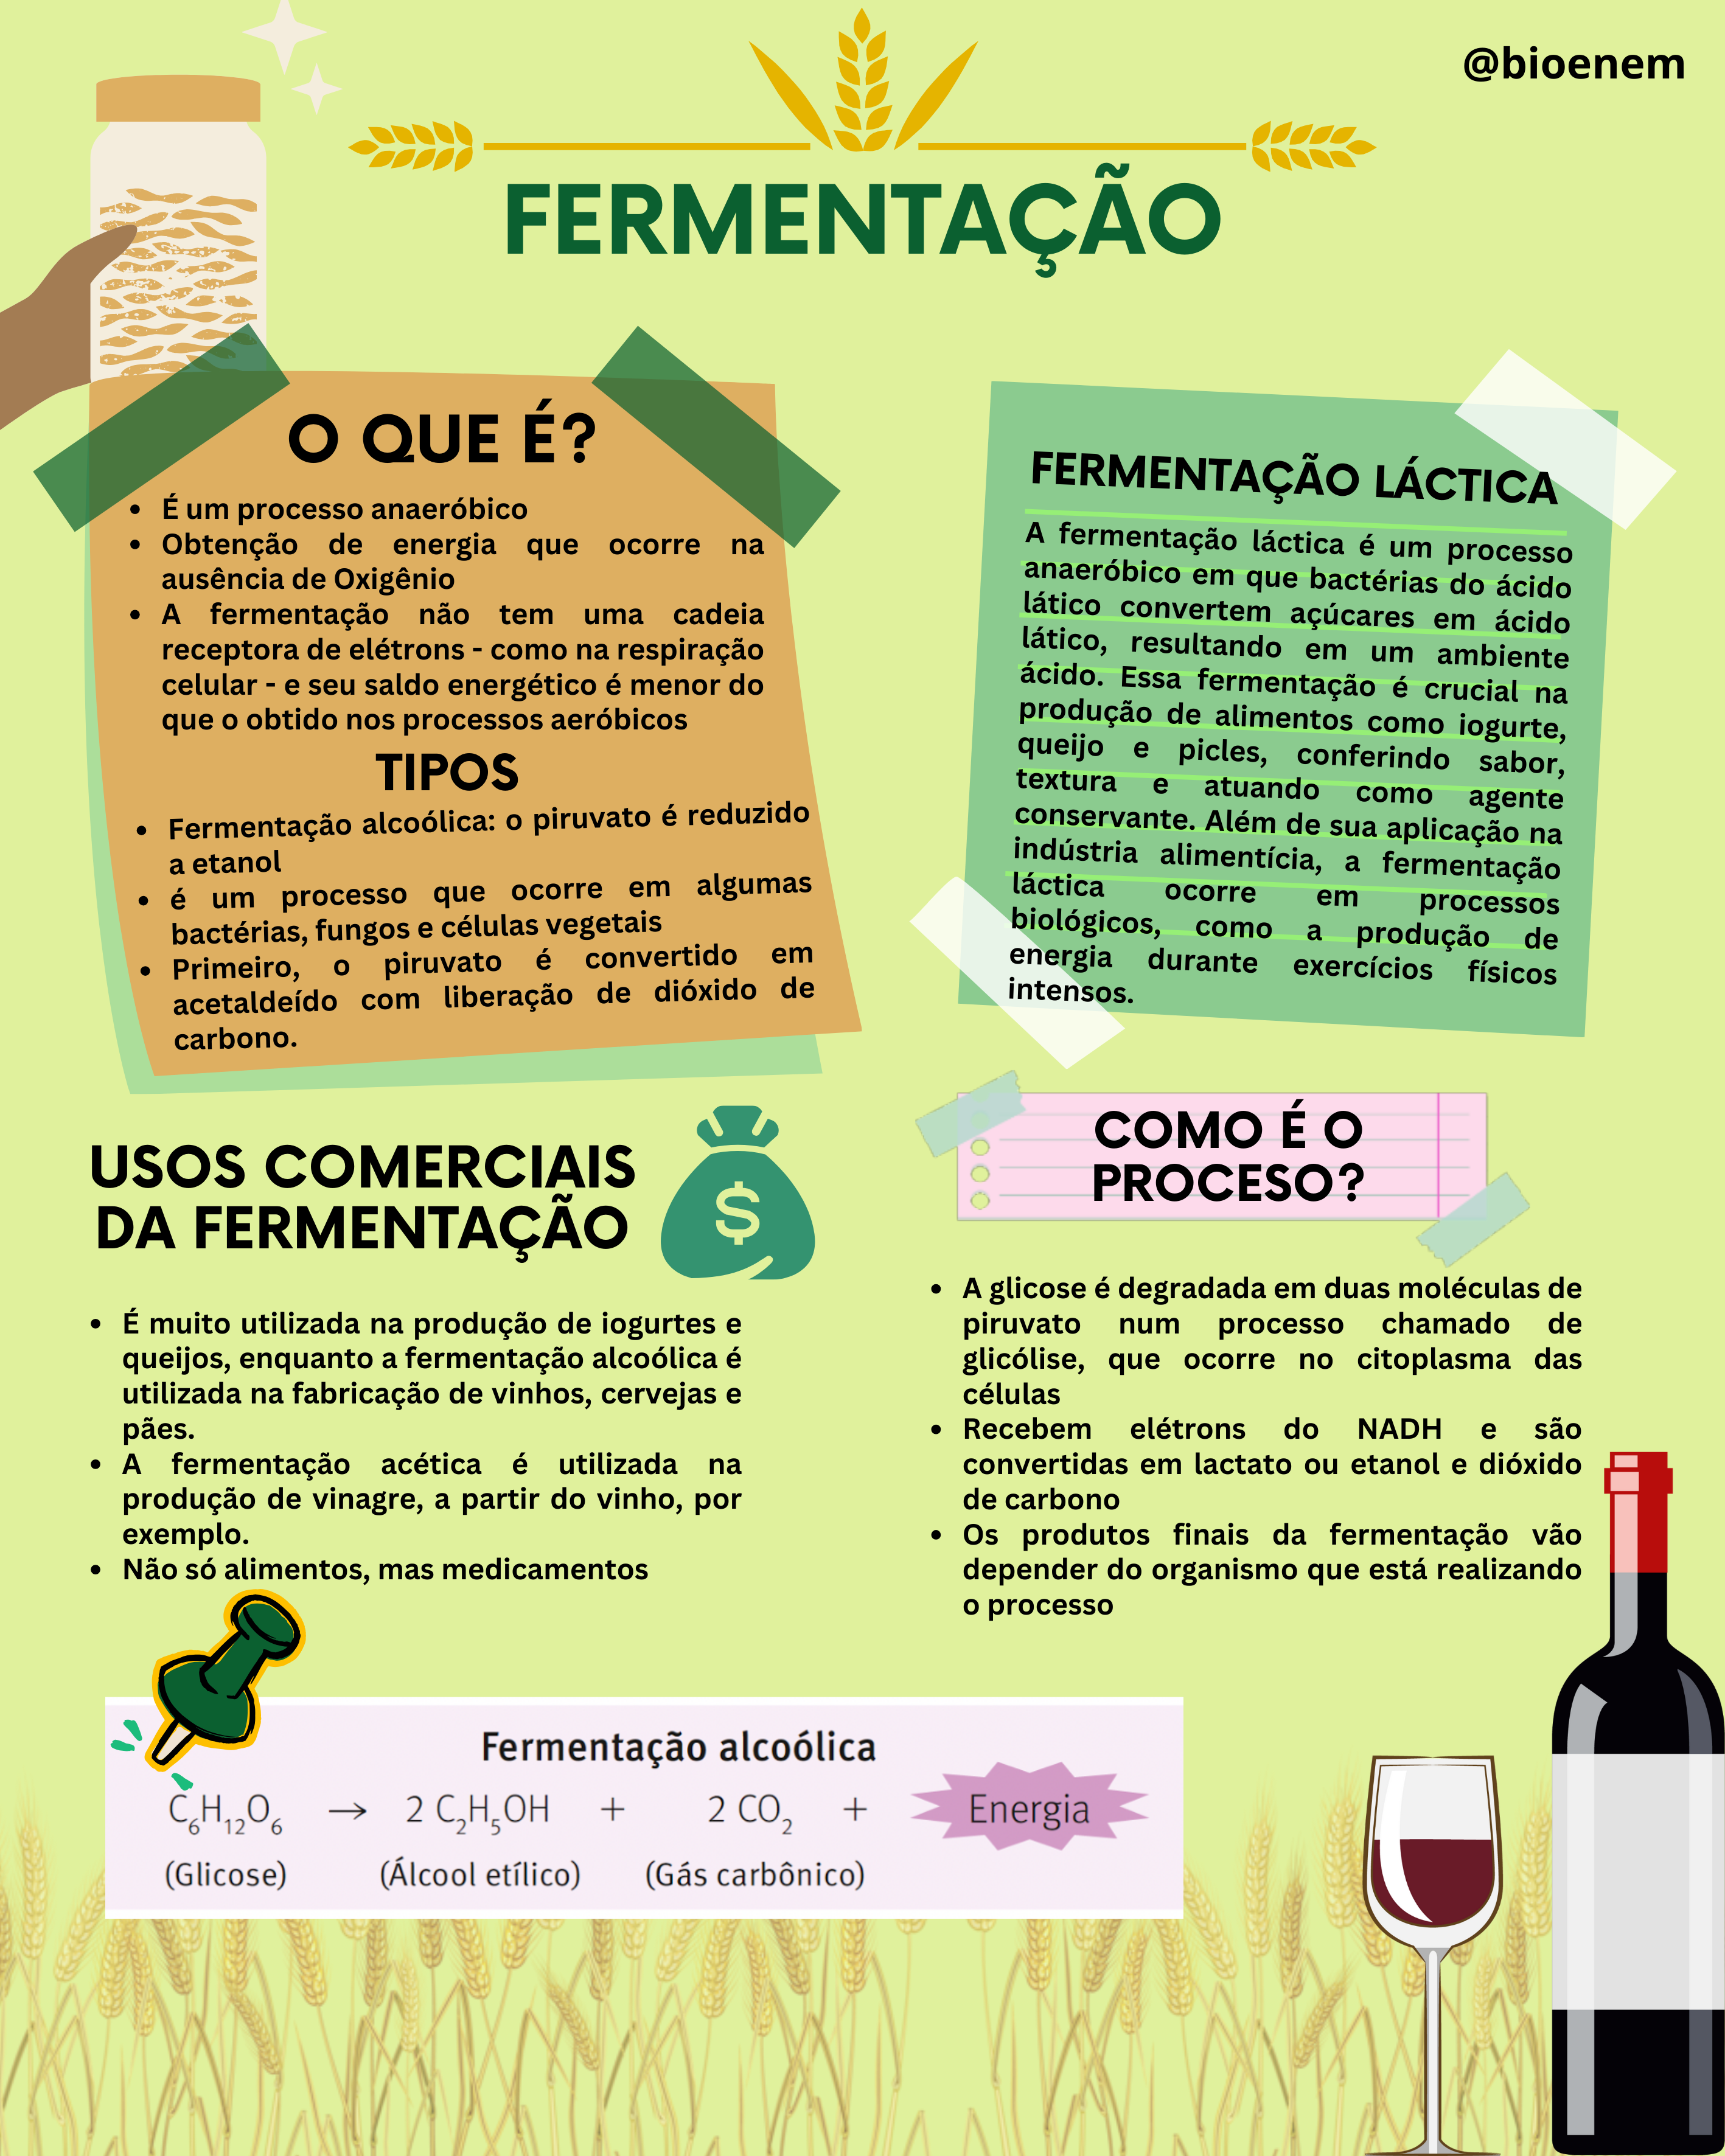 @bioenem
FERMENTAÇÃO
O QUE É?
• É um processo anaeróbico
• Obtenção de energia que ocorre na
ausência de Oxigênio
• A fermentação não tem uma cadeia
receptora de elétrons - como na respiração
celular - e seu saldo energético é menor do
que o obtido nos processos aeróbicos
TIPOS
• Fermentação alcoólica: o piruvato é reduzido
a etanol
• é um processo que ocorre em algumas
bactérias, fungos e células vegetais
• Primeiro, o piruvato é convertido em
acetaldeído com liberação de dióxido de
carbono.
FERMENTAÇÃO LÁCTICA
A fermentação láctica é um processo
anaeróbico em que bactérias do ácido
lático convertem açúcares em ácido
lático, resultando em um ambiente
ácido. Essa fermentação é crucial na
produção de alimentos como iogurte,
queijo e picles, conferindo sabor,
textura e atuando como agente
conservante. Além de sua aplicação na
indústria alimentícia, a fermentação
láctica ocorre em processos
biológicos, como a produção de
energia durante exercícios físicos
intensos.
USOS COMERCIAIS
DA FERMENTAÇÃO
$
• É muito utilizada na produção de iogurtes e
queijos, enquanto a fermentação alcoólica é
utilizada na fabricação de vinhos, cervejas e
pães.
• A fermentação acética é utilizada na
produção de vinagre, a partir do vinho, por
exemplo.
• Não só alimentos, mas medicamentos
COMO É O
PROCESO?
• A glicose é degradada em duas moléculas de
piruvato num processo chamado de
glicólise, que ocorre no citoplasma das
células
• Recebem elétrons do NADH e são
convertidas em lactato ou etanol e dióxido
de carbono
• Os produtos finais da fermentação vão
depender do organismo que está realizando
o processo
Fermentação alcoólica
C₆H₁₂O₆ → 2 C₂H₅OH + 2 CO₂ + Energia
(Glicose) (Álcool etílico) (Gás carbônico)